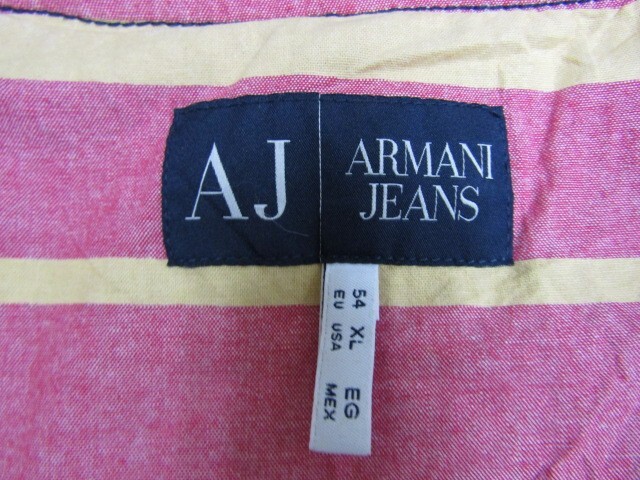 AJ
ARMANI
JEANS
54 XL EG
EU USA MEX